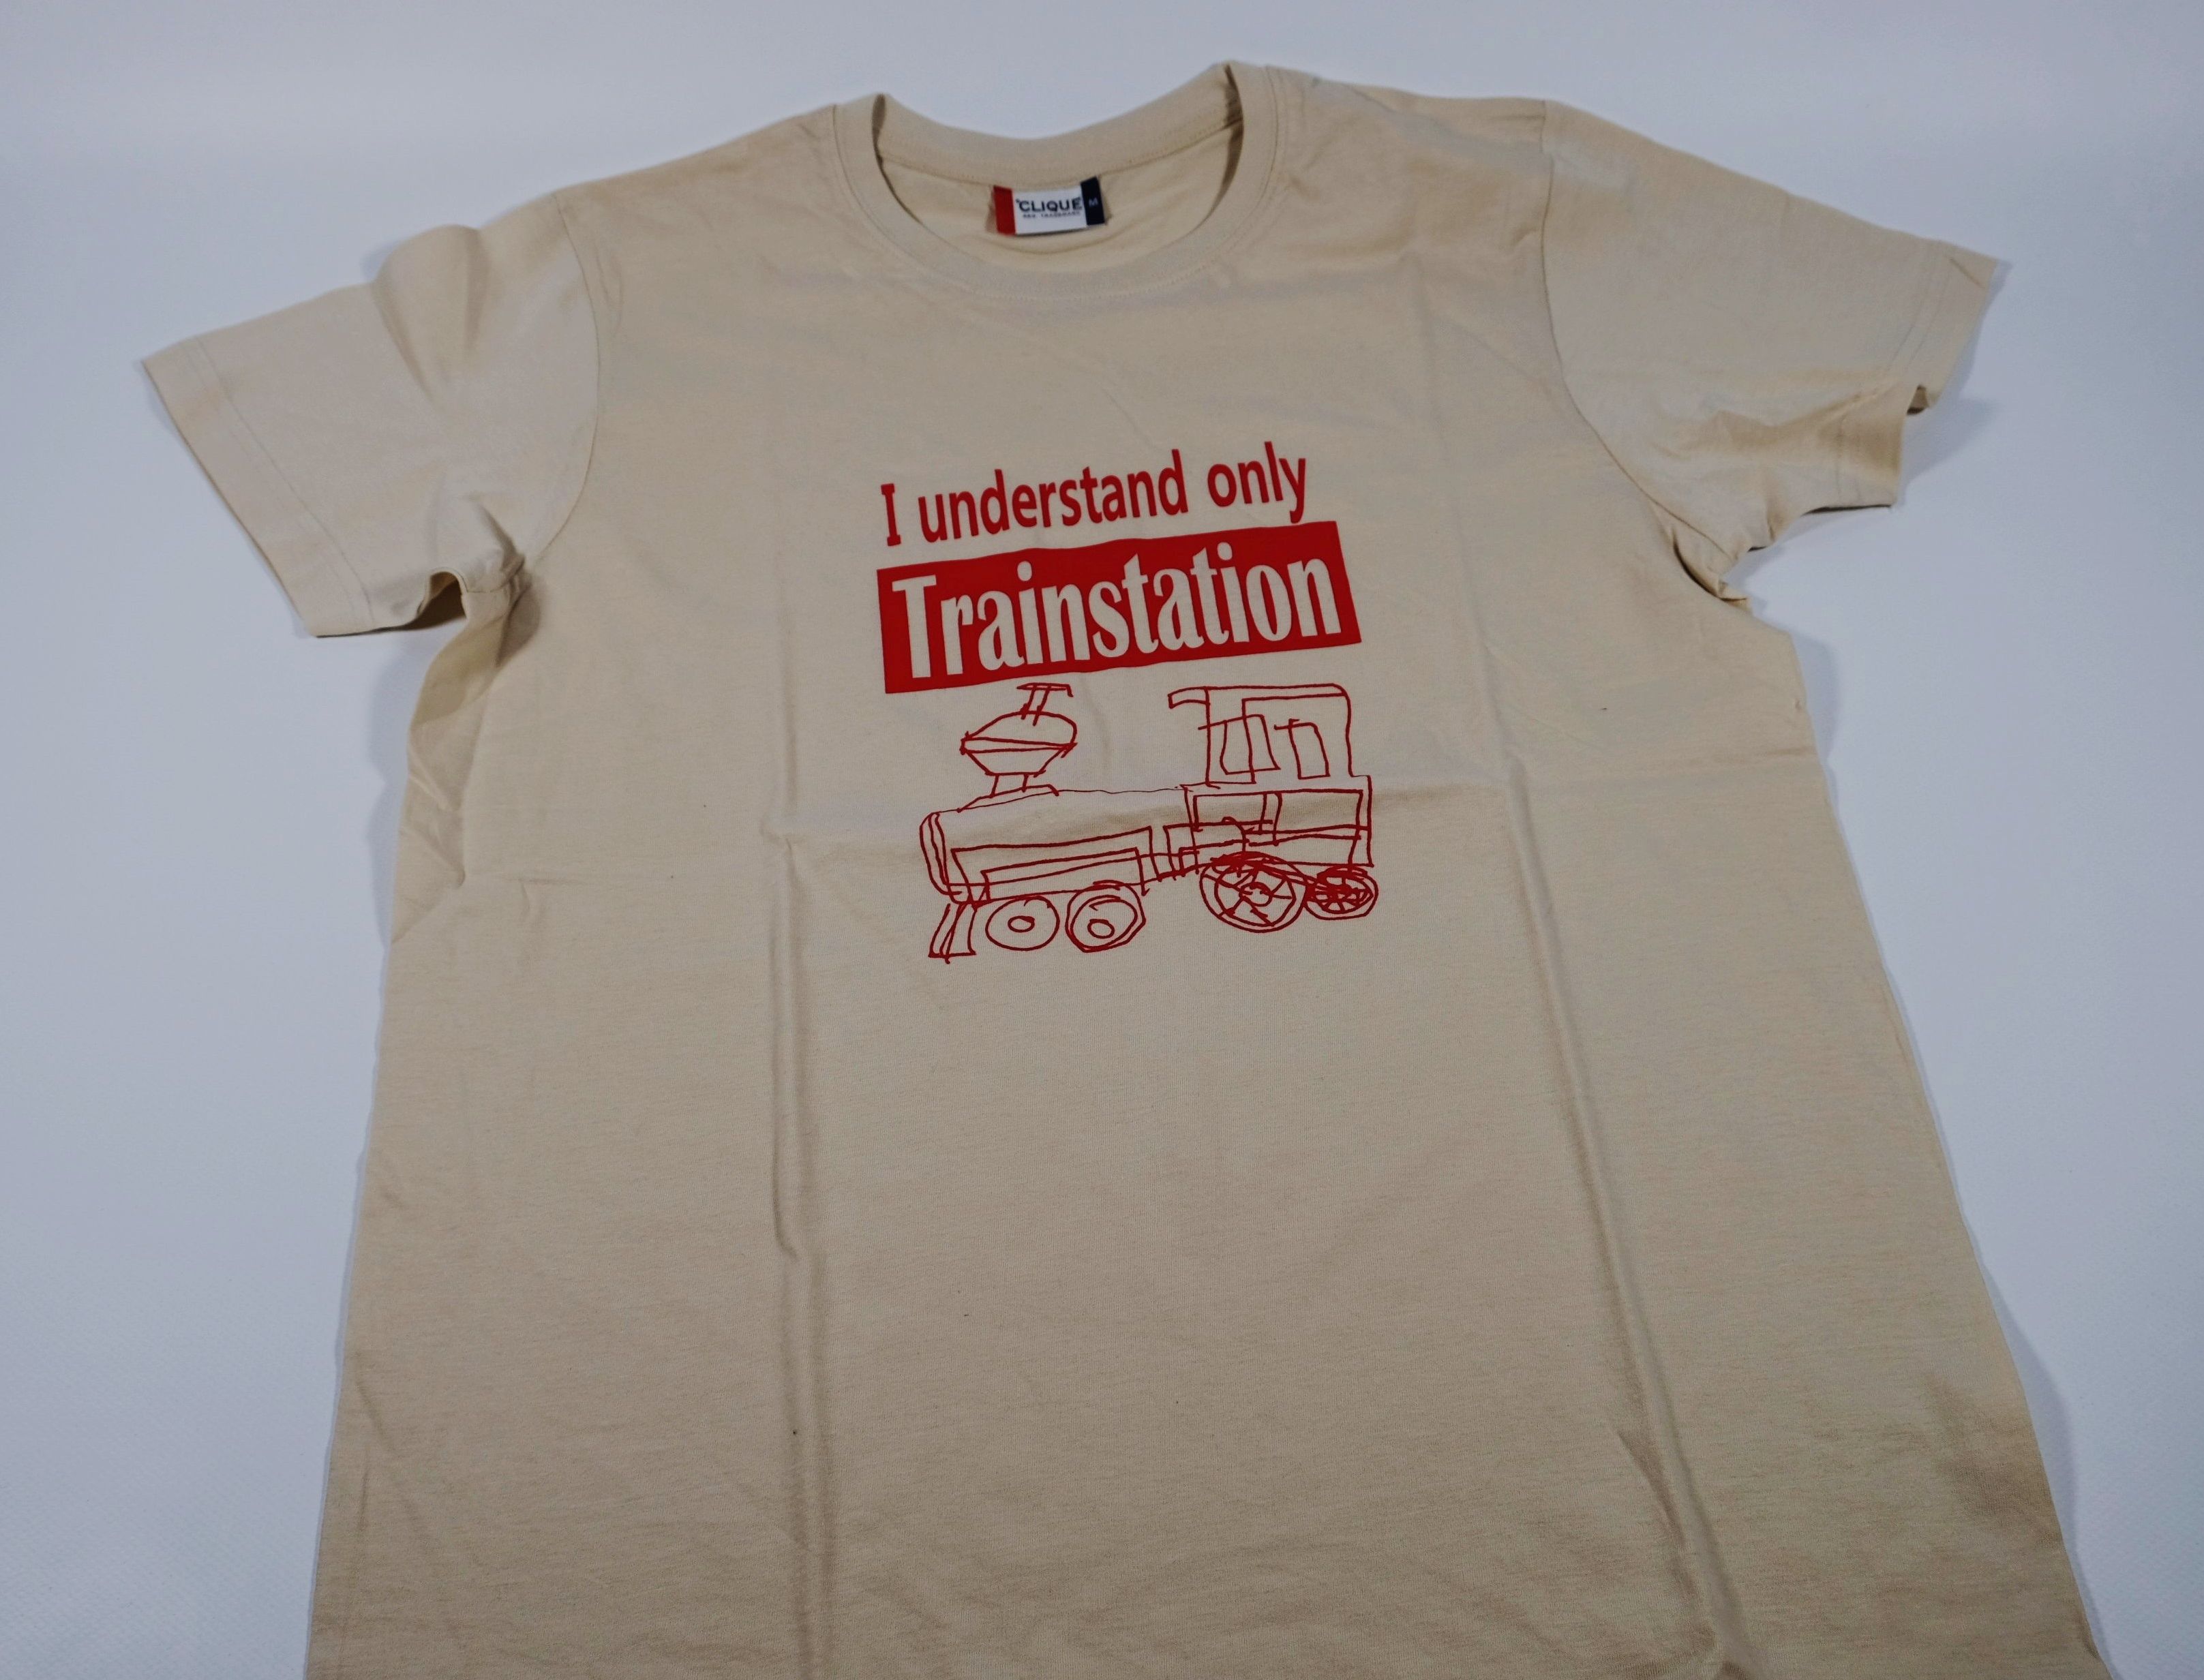 CLIQUE
M
I understand only
Trainstation